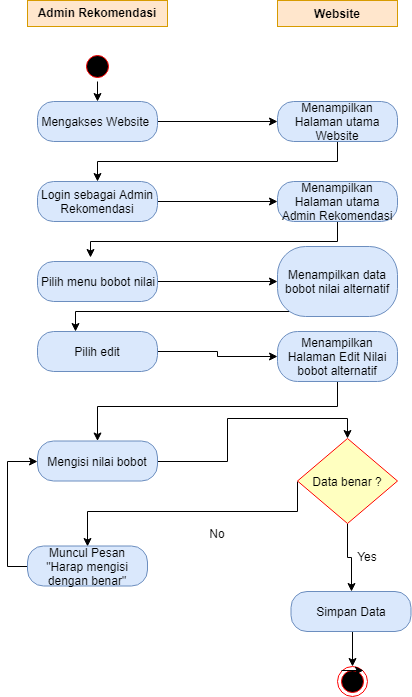 Admin Rekomendasi
Website
Mengakses Website
Menampilkan
Halaman utama
Website
Login sebagai Admin
Rekomendasi
Menampilkan
Halaman utama
Admin Rekomendasi
Pilih menu bobot nilai
Menampilkan data
bobot nilai alternatif
Pilih edit
Menampilkan
Halaman Edit Nilai
bobot alternatif
Mengisi nilai bobot
Data benar ?
No
Muncul Pesan
"Harap mengisi
dengan benar"
Yes
Simpan Data